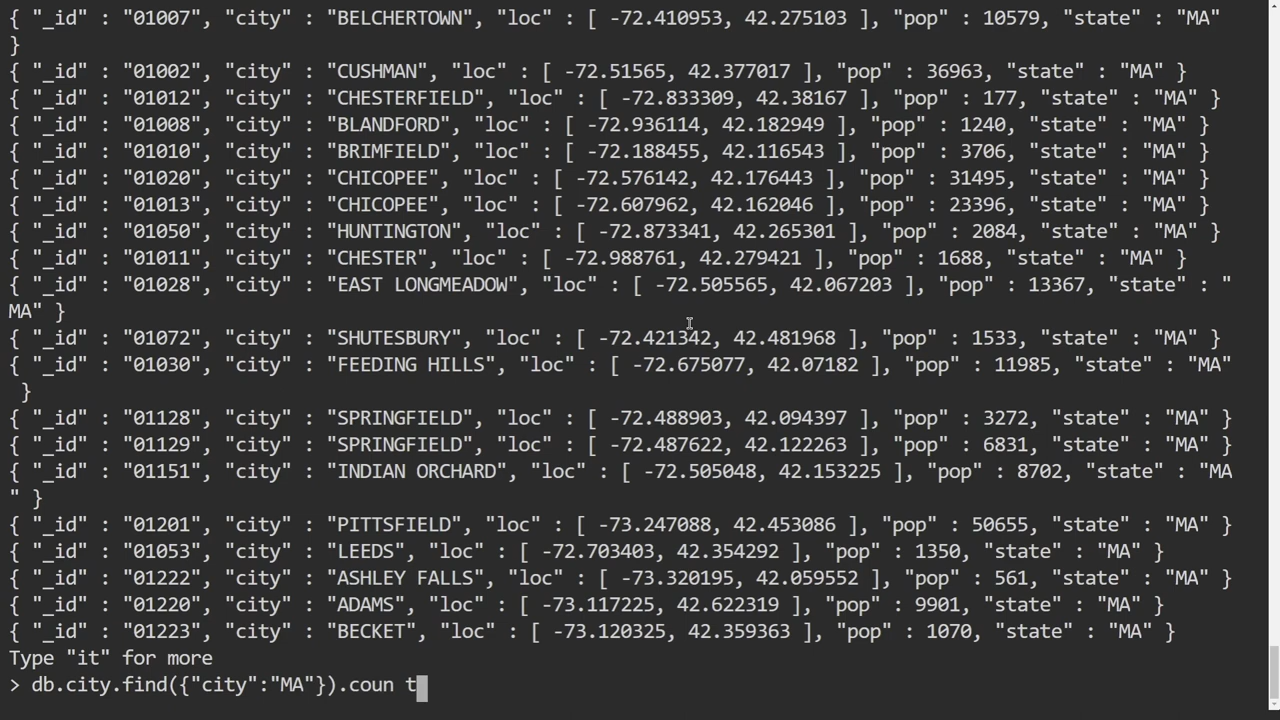 { "_id" : "01007", "city" : "BELCHERTOWN", "loc" : [ -72.410953, 42.275103 ], "pop" : 10579, "state" : "MA"
}
{ "_id" : "01002", "city" : "CUSHMAN", "loc" : [ -72.51565, 42.377017 ], "pop" : 36963, "state" : "MA" }
{ "_id" : "01012", "city" : "CHESTERFIELD", "loc" : [ -72.833309, 42.38167 ], "pop" : 177, "state" : "MA" }
{ "_id" : "01008", "city" : "BLANDFORD", "loc" : [ -72.936114, 42.182949 ], "pop" : 1240, "state" : "MA" }
{ "_id" : "01010", "city" : "BRIMFIELD", "loc" : [ -72.188455, 42.116543 ], "pop" : 3706, "state" : "MA" }
{ "_id" : "01020", "city" : "CHICOPEE", "loc" : [ -72.576142, 42.176443 ], "pop" : 31495, "state" : "MA" }
{ "_id" : "01013", "city" : "CHICOPEE", "loc" : [ -72.607962, 42.162046 ], "pop" : 23396, "state" : "MA" }
{ "_id" : "01050", "city" : "HUNTINGTON", "loc" : [ -72.873341, 42.265301 ], "pop" : 2084, "state" : "MA" }
{ "_id" : "01011", "city" : "CHESTER", "loc" : [ -72.988761, 42.279421 ], "pop" : 1688, "state" : "MA" }
{ "_id" : "01028", "city" : "EAST LONGMEADOW", "loc" : [ -72.505565, 42.067203 ], "pop" : 13367, "state" : "
MA" }
{ "_id" : "01072", "city" : "SHUTESBURY", "loc" : [ -72.421342, 42.481968 ], "pop" : 1533, "state" : "MA" }
{ "_id" : "01030", "city" : "FEEDING HILLS", "loc" : [ -72.675077, 42.07182 ], "pop" : 11985, "state" : "MA"
}
{ "_id" : "01128", "city" : "SPRINGFIELD", "loc" : [ -72.488903, 42.094397 ], "pop" : 3272, "state" : "MA" }
{ "_id" : "01129", "city" : "SPRINGFIELD", "loc" : [ -72.487622, 42.122263 ], "pop" : 6831, "state" : "MA" }
{ "_id" : "01151", "city" : "INDIAN ORCHARD", "loc" : [ -72.505048, 42.153225 ], "pop" : 8702, "state" : "MA
" }
{ "_id" : "01201", "city" : "PITTSFIELD", "loc" : [ -73.247088, 42.453086 ], "pop" : 50655, "state" : "MA" }
{ "_id" : "01053", "city" : "LEEDS", "loc" : [ -72.703403, 42.354292 ], "pop" : 1350, "state" : "MA" }
{ "_id" : "01222", "city" : "ASHLEY FALLS", "loc" : [ -73.320195, 42.059552 ], "pop" : 561, "state" : "MA" }
{ "_id" : "01220", "city" : "ADAMS", "loc" : [ -73.117225, 42.622319 ], "pop" : 9901, "state" : "MA" }
{ "_id" : "01223", "city" : "BECKET", "loc" : [ -73.120325, 42.359363 ], "pop" : 1070, "state" : "MA" }
Type "it" for more
> db.city.find({"city":"MA"}).coun t